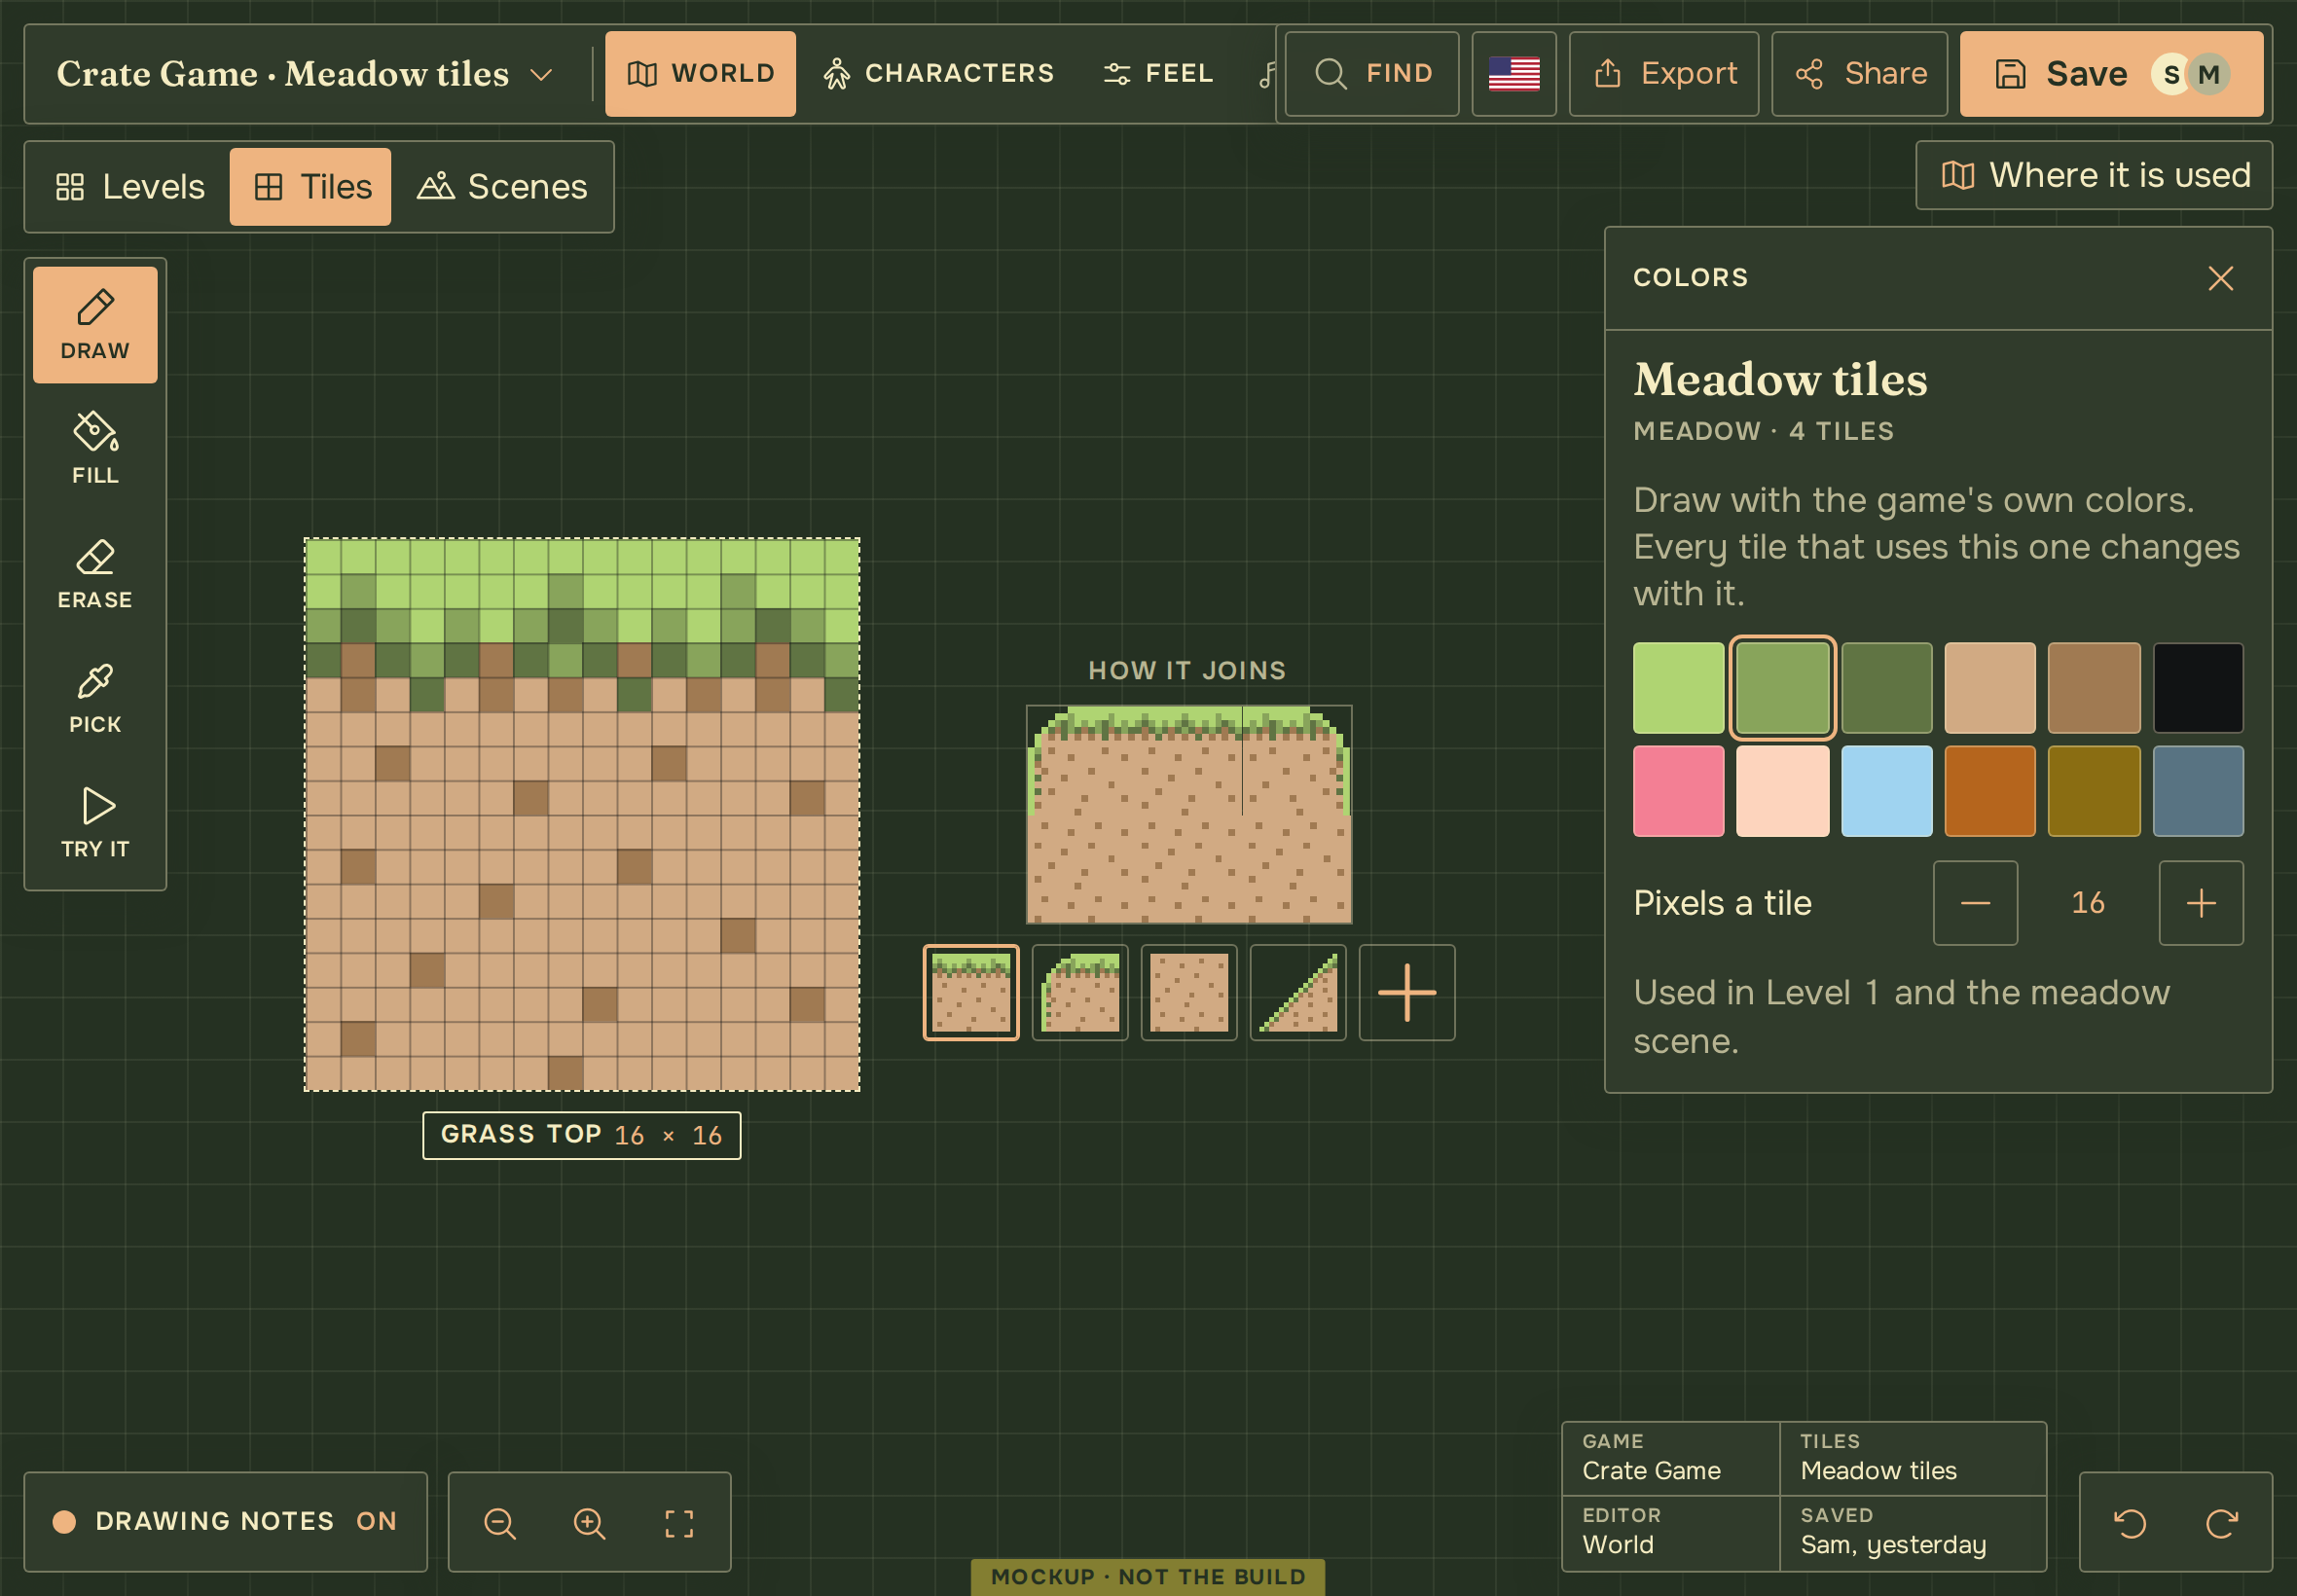 Crate Game · Meadow tiles
WORLD
CHARACTERS
FEEL
FIND
Export
Share
Save
S
M
Levels
Tiles
Scenes
Where it is used
DRAW
FILL
ERASE
PICK
TRY IT
COLORS
Meadow tiles
MEADOW · 4 TILES
Draw with the game's own colors.
Every tile that uses this one changes
with it.
Pixels a tile
16
Used in Level 1 and the meadow
scene.
HOW IT JOINS
GRASS TOP 16 × 16
DRAWING NOTES ON
GAME
Crate Game
TILES
Meadow tiles
EDITOR
World
SAVED
Sam, yesterday
MOCKUP · NOT THE BUILD